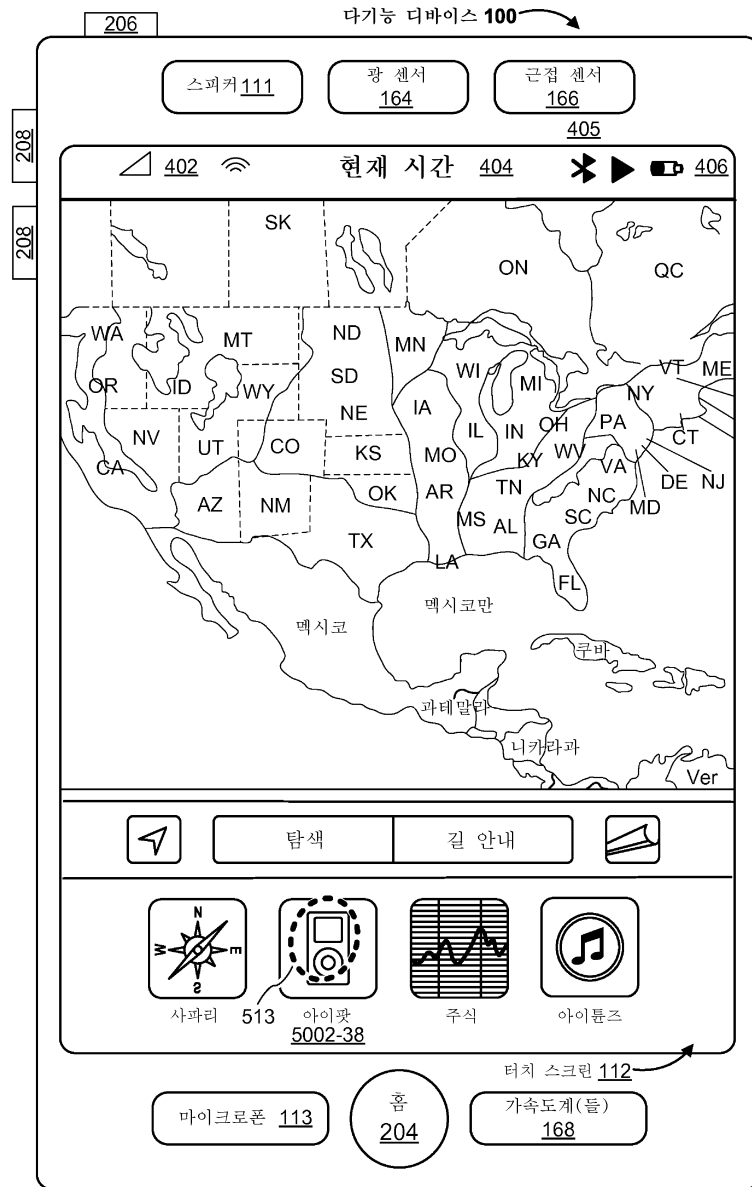 206
다기능 디바이스 100
208
208
스피커 111
광 센서
164
근접 센서
166
405
402
현재 시간 404
406
SK
ON
QC
WA
MT
ND
MN
VT
ME
OR
ID
WY
SD
WI
MI
NY
NE
IA
NV
UT
CO
IL
IN
OH
PA
CT
KS
MO
KY
WV
VA
DE
NJ
CA
AZ
NM
OK
AR
TN
NC
MD
TX
MS
AL
SC
GA
LA
FL
멕시코
멕시코만
쿠바
과테말라
니카라과
Ver
탐색
길 안내
N
W
E
S
사파리
513
아이팟
5002-38
주식
아이튠즈
터치 스크린 112
마이크로폰 113
홈
204
가속도계(들)
168